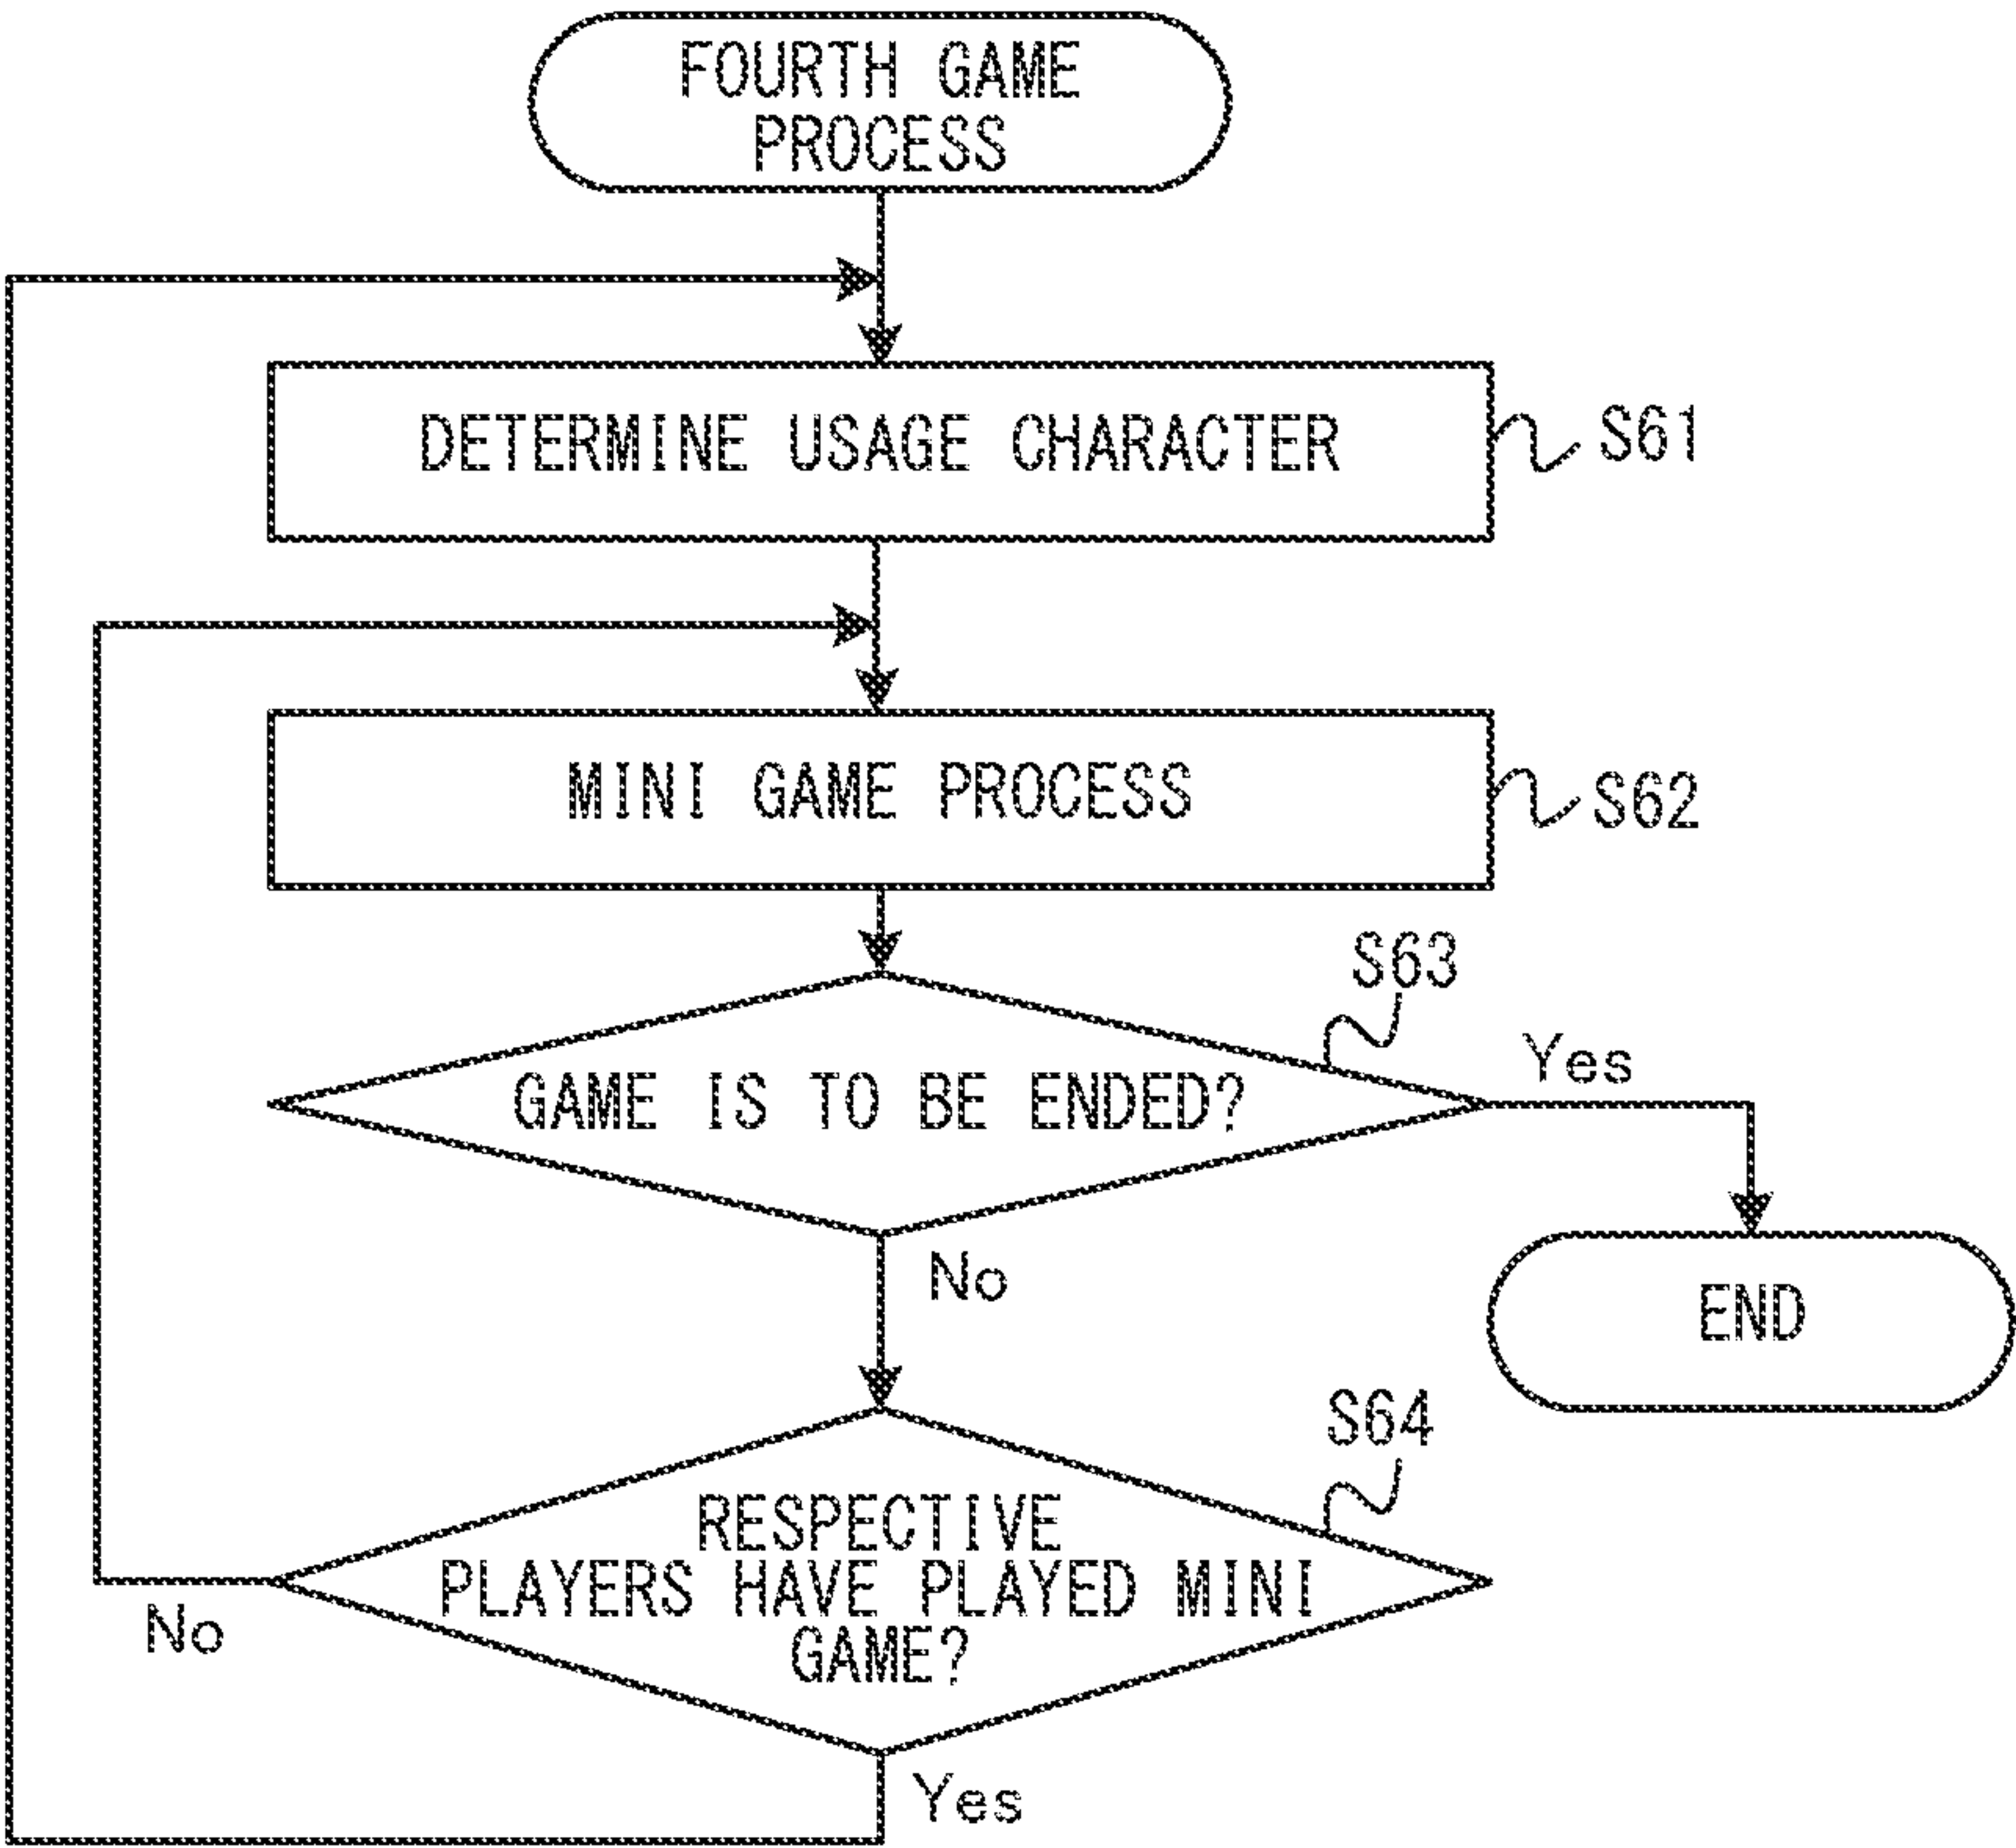 FOURTH GAME
PROCESS
DETERMINE USAGE CHARACTER
S61
MINI GAME PROCESS
S62
S63
GAME IS TO BE ENDED?
Yes
No
END
S64
RESPECTIVE
PLAYERS HAVE PLAYED MINI
GAME?
No
Yes